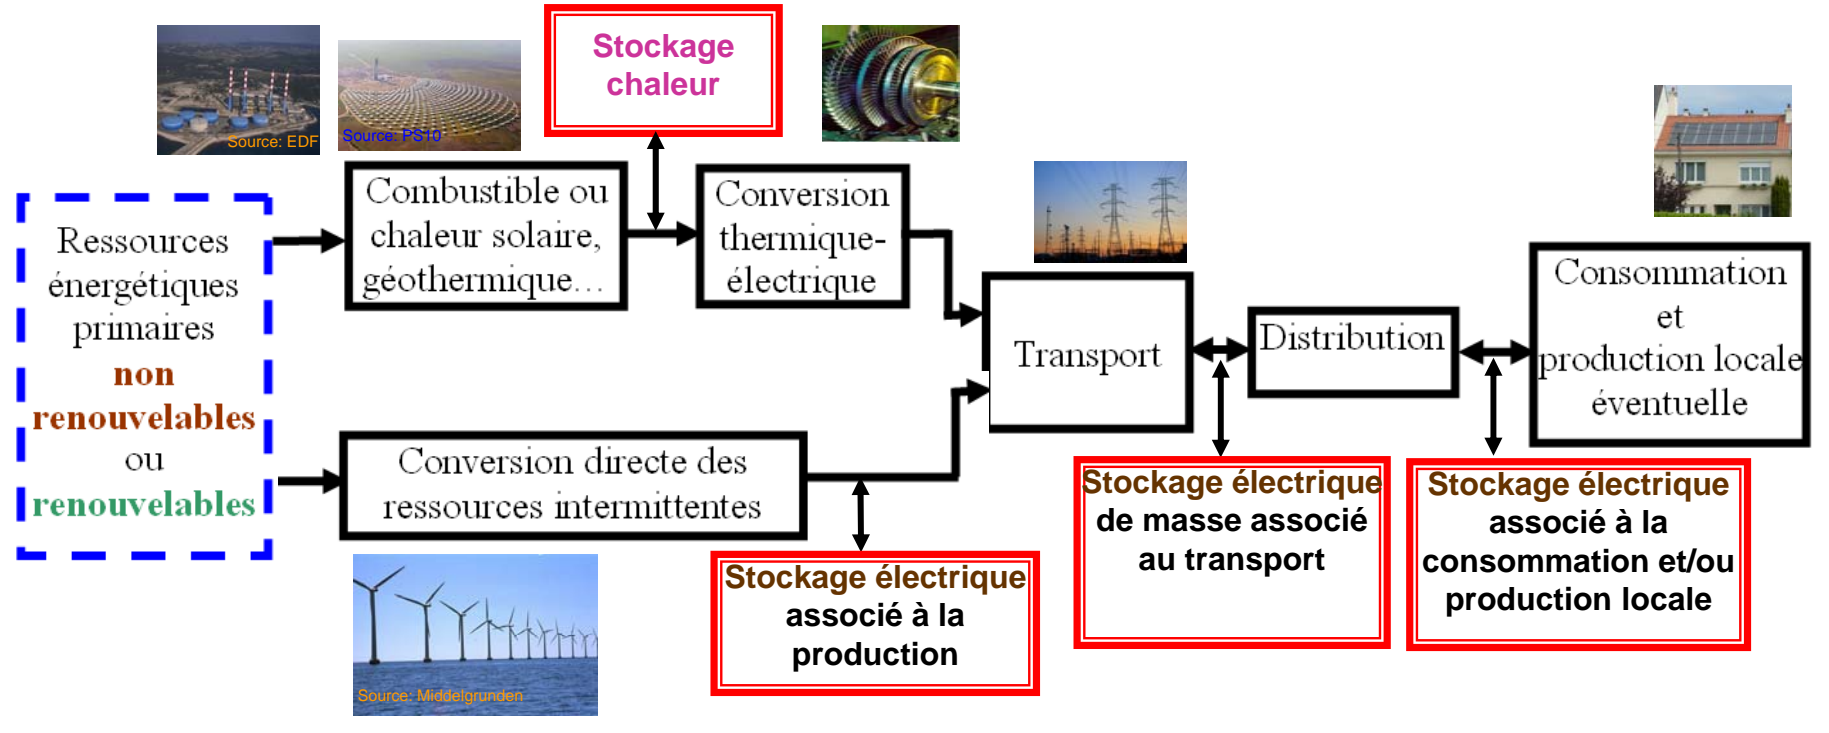 Source: EDF
Source: PS10
Stockage
chaleur
Ressources
énergétiques
primaires
non
renouvelables
ou
renouvelables
Combustible ou
chaleur solaire,
géothermique...
Conversion
thermique-
électrique
Conversion directe des
ressources intermittentes
Source: Middelgrunden
Stockage électrique
associé à la
production
Transport
Stockage électrique
de masse associé
au transport
Distribution
Stockage électrique
associé à la
consommation et/ou
production locale
Consommation
et
production locale
éventuelle